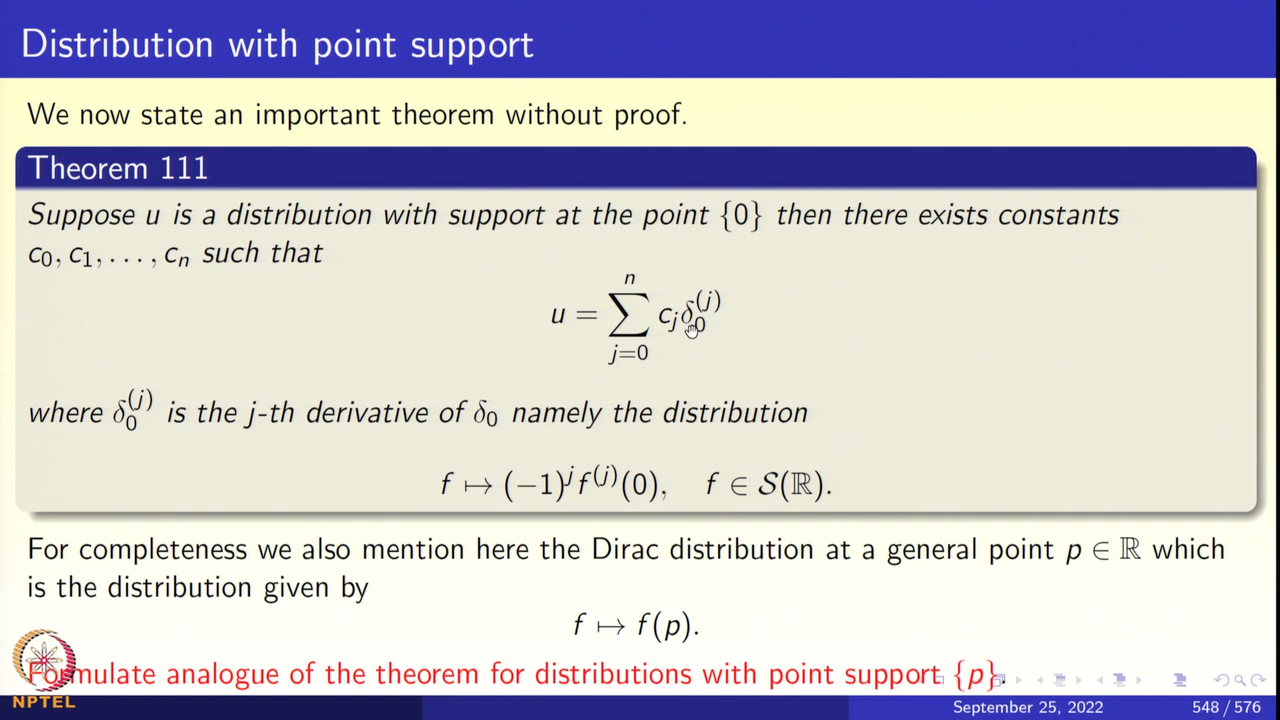 Distribution with point support
We now state an important theorem without proof.
Theorem 111
Suppose u is a distribution with support at the point {0} then there exists constants
c₀, c₁, . . . , cₙ such that
u = ∑_{j=0}^{n} c_j δ₀^{(j)}
where δ₀^{(j)} is the j-th derivative of δ₀ namely the distribution
f ↦ (−1)^j f^{(j)}(0), f ∈ 𝒮(ℝ).
For completeness we also mention here the Dirac distribution at a general point p ∈ ℝ which
is the distribution given by
f ↦ f(p).
Formulate analogue of the theorem for distributions with point support {p}.
NPTEL
September 25, 2022 548 / 576